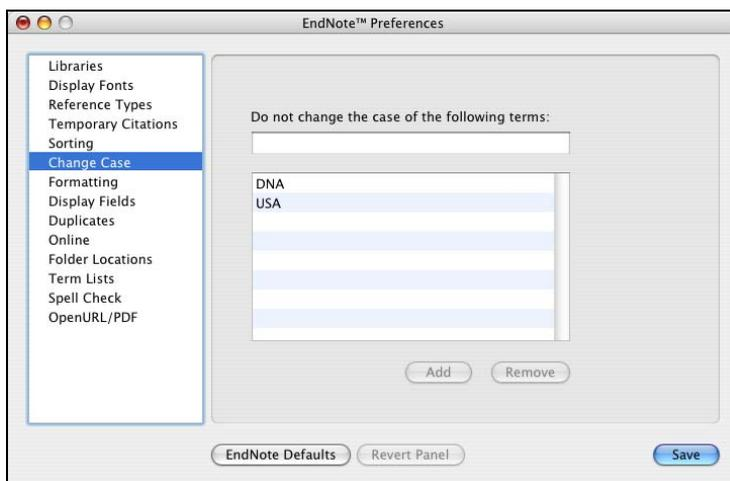 EndNote™ Preferences
Libraries
Display Fonts
Reference Types
Temporary Citations
Sorting
Change Case
Formatting
Display Fields
Duplicates
Online
Folder Locations
Term Lists
Spell Check
OpenURL/PDF
Do not change the case of the following terms:
DNA
USA
Add Remove
EndNote Defaults Revert Panel Save